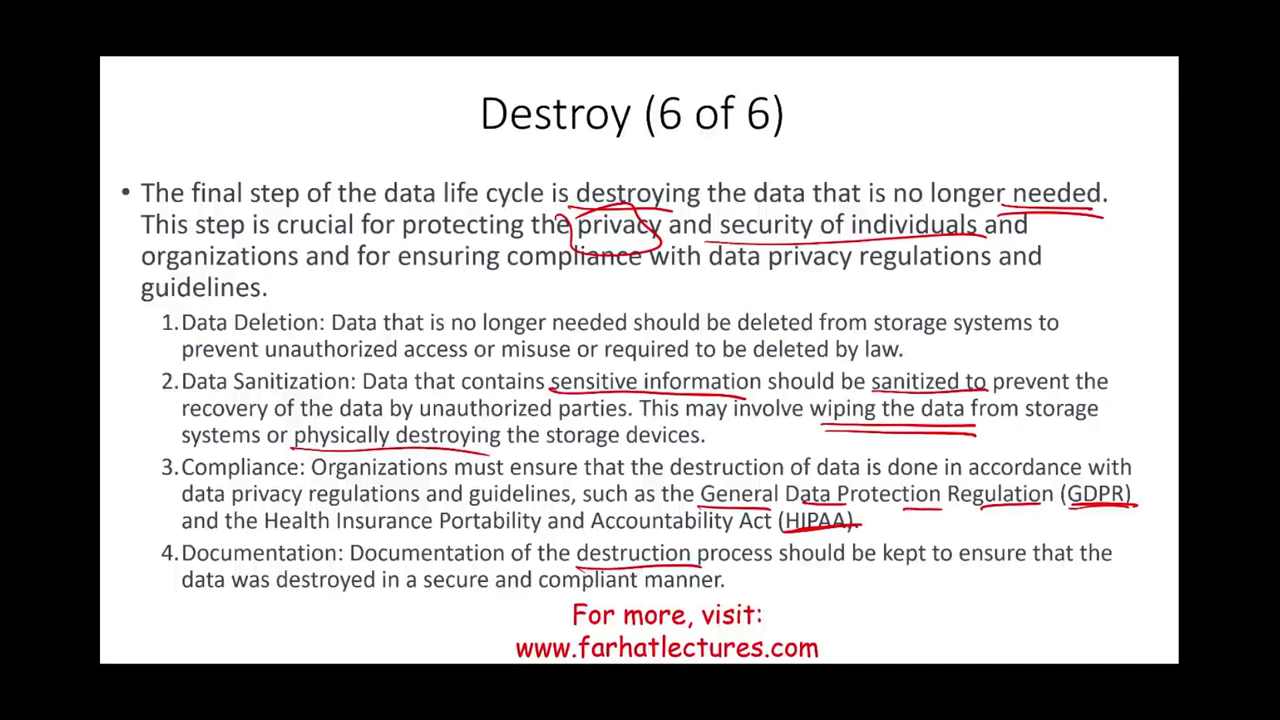 Destroy (6 of 6)
• The final step of the data life cycle is destroying the data that is no longer needed.
This step is crucial for protecting the privacy and security of individuals and
organizations and for ensuring compliance with data privacy regulations and
guidelines.
1. Data Deletion: Data that is no longer needed should be deleted from storage systems to
prevent unauthorized access or misuse or required to be deleted by law.
2. Data Sanitization: Data that contains sensitive information should be sanitized to prevent the
recovery of the data by unauthorized parties. This may involve wiping the data from storage
systems or physically destroying the storage devices.
3. Compliance: Organizations must ensure that the destruction of data is done in accordance with
data privacy regulations and guidelines, such as the General Data Protection Regulation (GDPR)
and the Health Insurance Portability and Accountability Act (HIPAA).
4. Documentation: Documentation of the destruction process should be kept to ensure that the
data was destroyed in a secure and compliant manner.
For more, visit:
www.farhatlectures.com